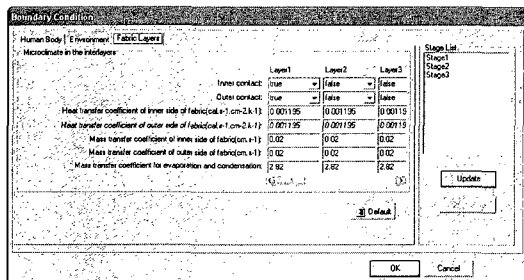 Boundary Condition
Human Body Environment Fabric Layers
Microclimate in the interlayers
Stage List
Stage1
Stage2
Stage3
Layer1 Layer2 Layer3
Inner contact: true false false
Outer contact: true false false
Heat transfer coefficient of inner side of fabric(cal.s-1.cm-2.k-1): 0.001195 0.001195 0.00119
Heat transfer coefficient of outer side of fabric(cal.s-1.cm-2.k-1): 0.001195 0.001195 0.00119
Mass transfer coefficient of inner side of fabric(cm.s-1): 0.02 0.02 0.02
Mass transfer coefficient of outer side of fabric(cm.s-1): 0.02 0.02 0.02
Mass transfer coefficient for evaporation and condensation: 2.82 2.82 2.82
Update
Default
OK Cancel